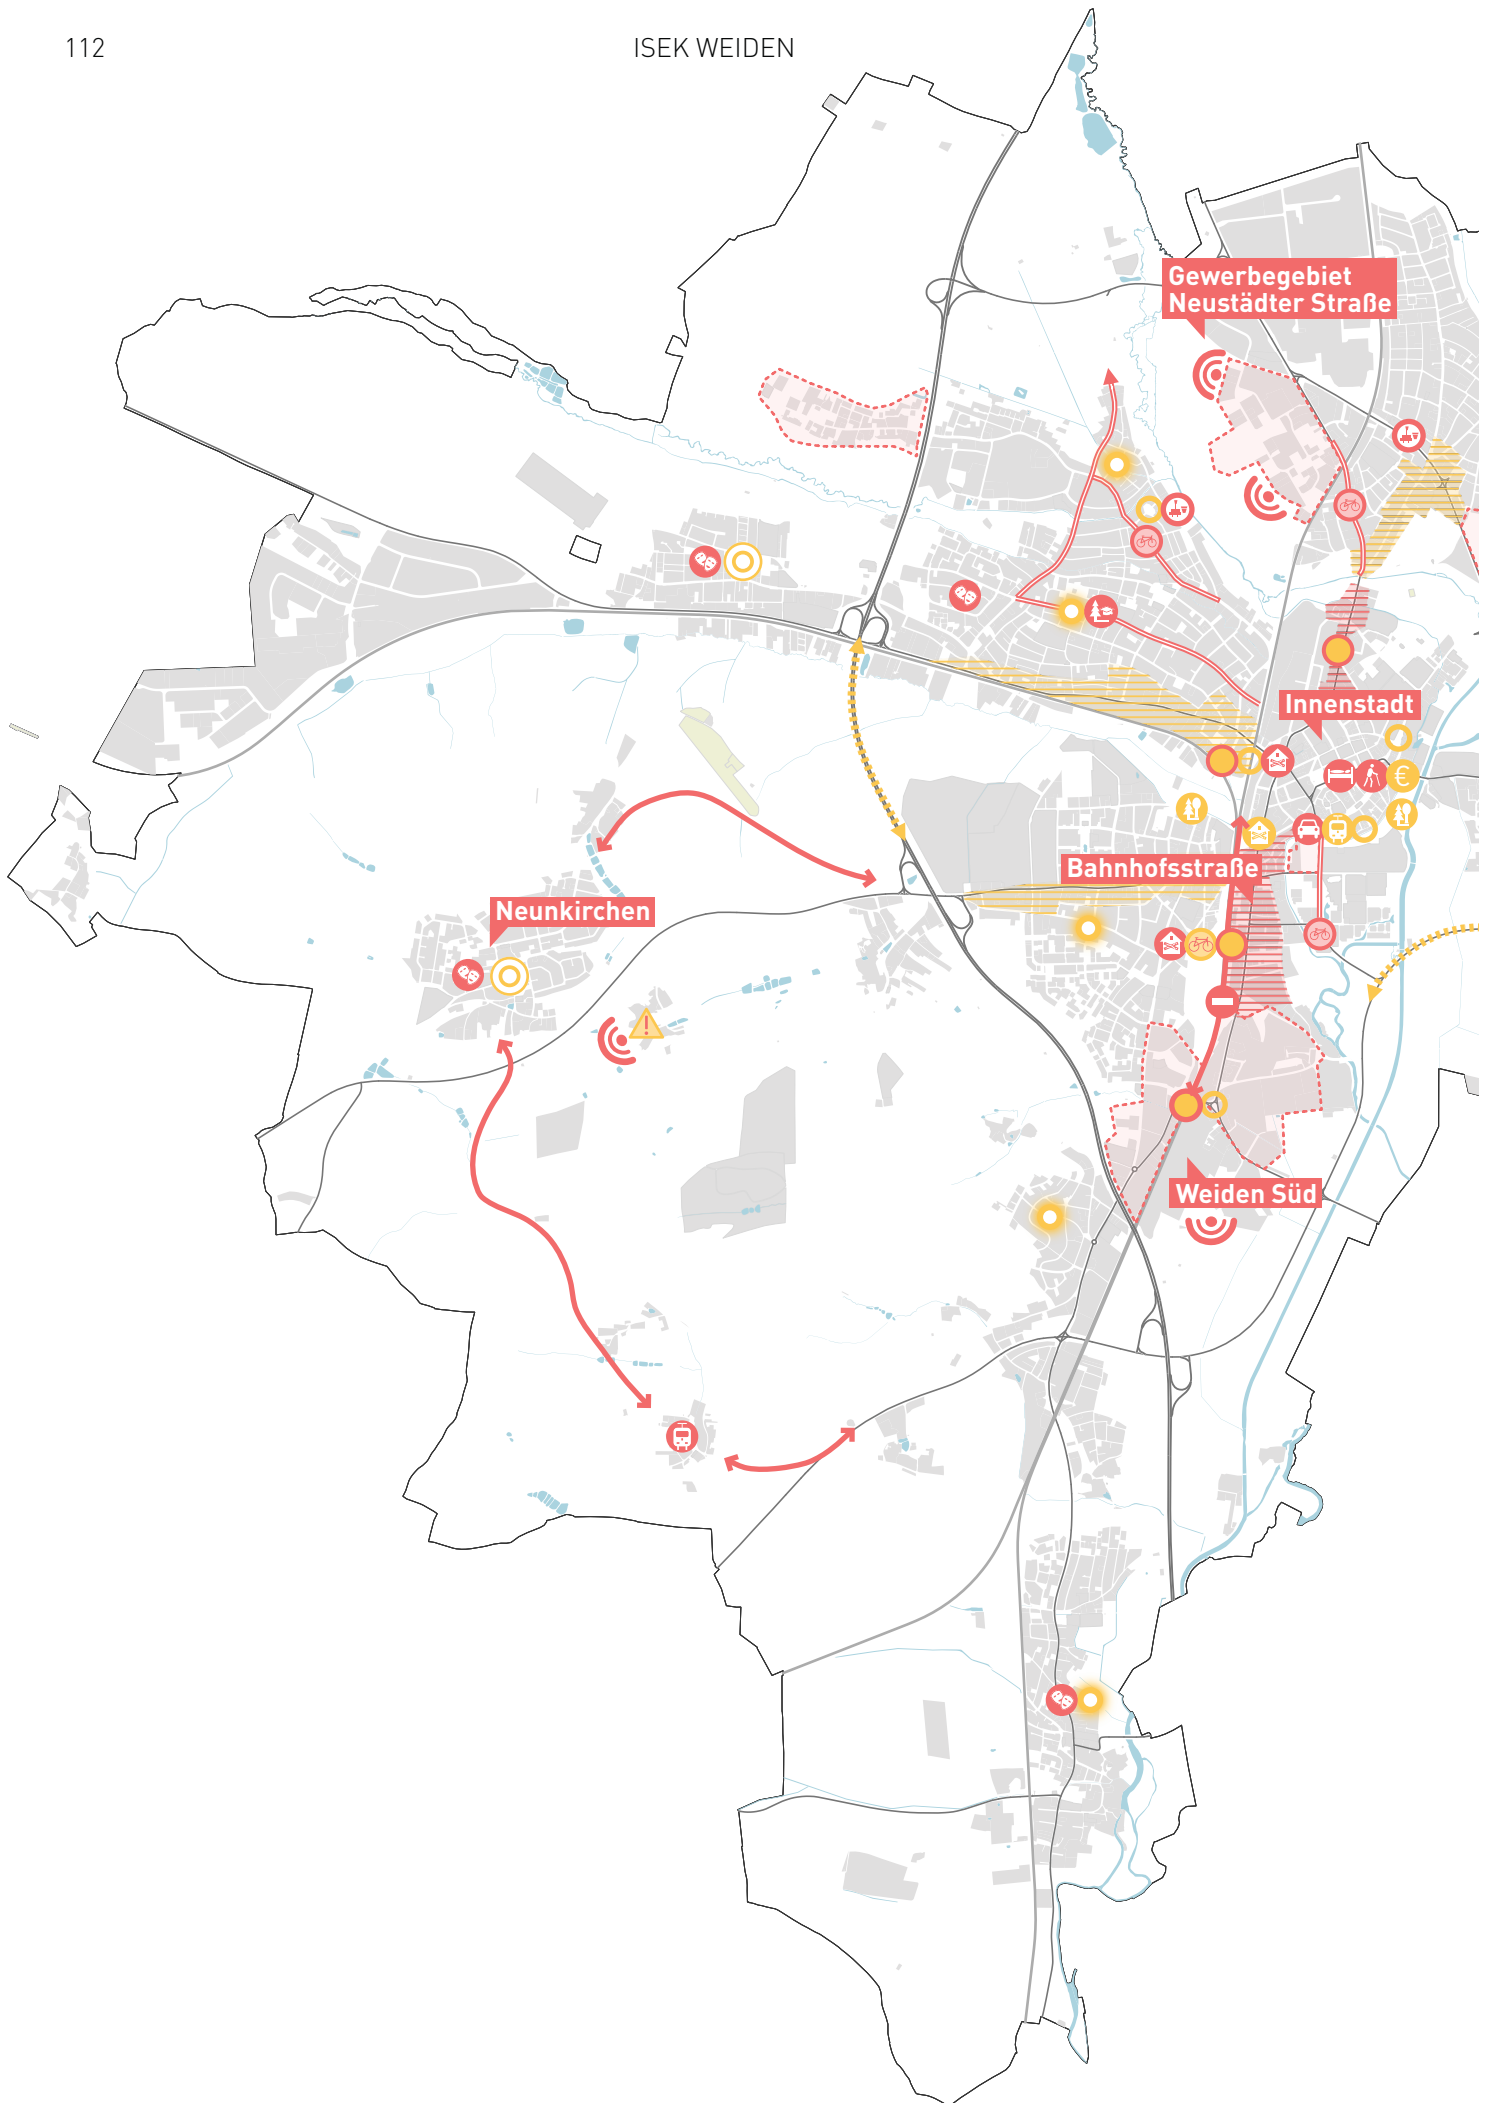 112
ISEK WEIDEN
Gewerbegebiet
Neustädter Straße
Innenstadt
€
Bahnhofsstraße
Neunkirchen
!
Weiden Süd